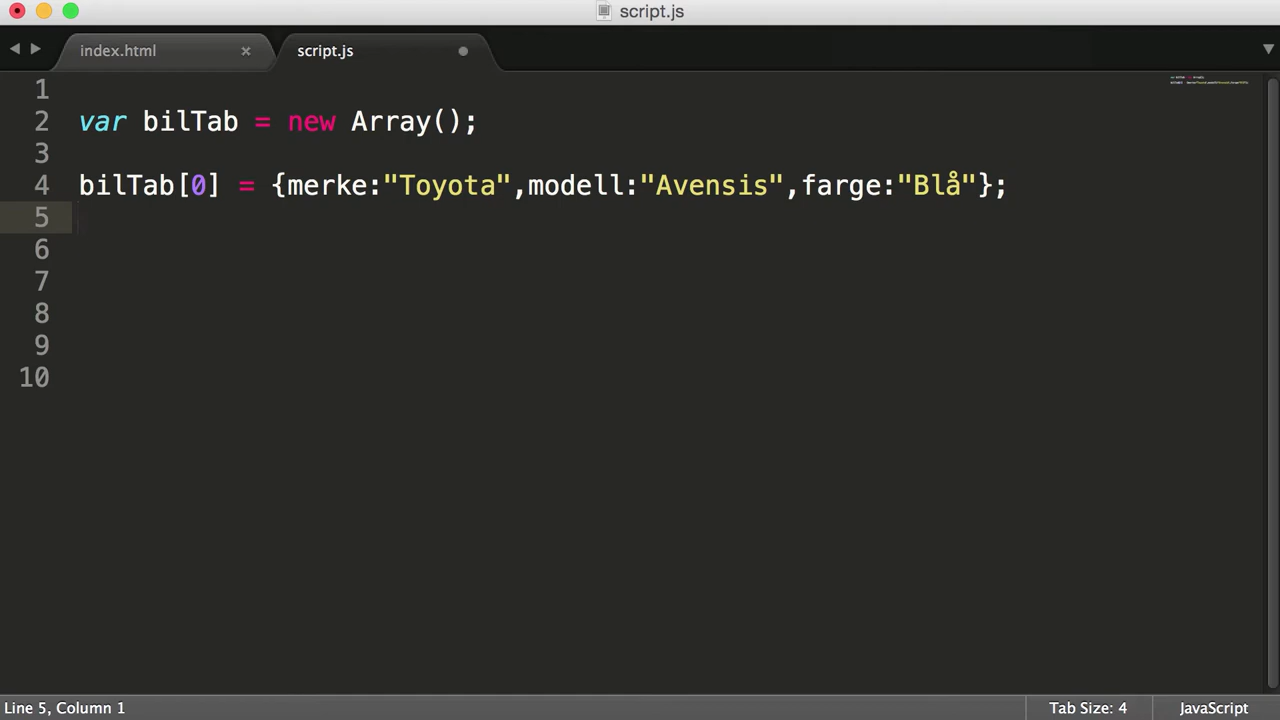 script.js
index.html
script.js
1
2 var bilTab = new Array();
3
4 bilTab[0] = {merke:"Toyota",modell:"Avensis",farge:"Blå"};
5
6
7
8
9
10
Line 5, Column 1
Tab Size: 4
JavaScript